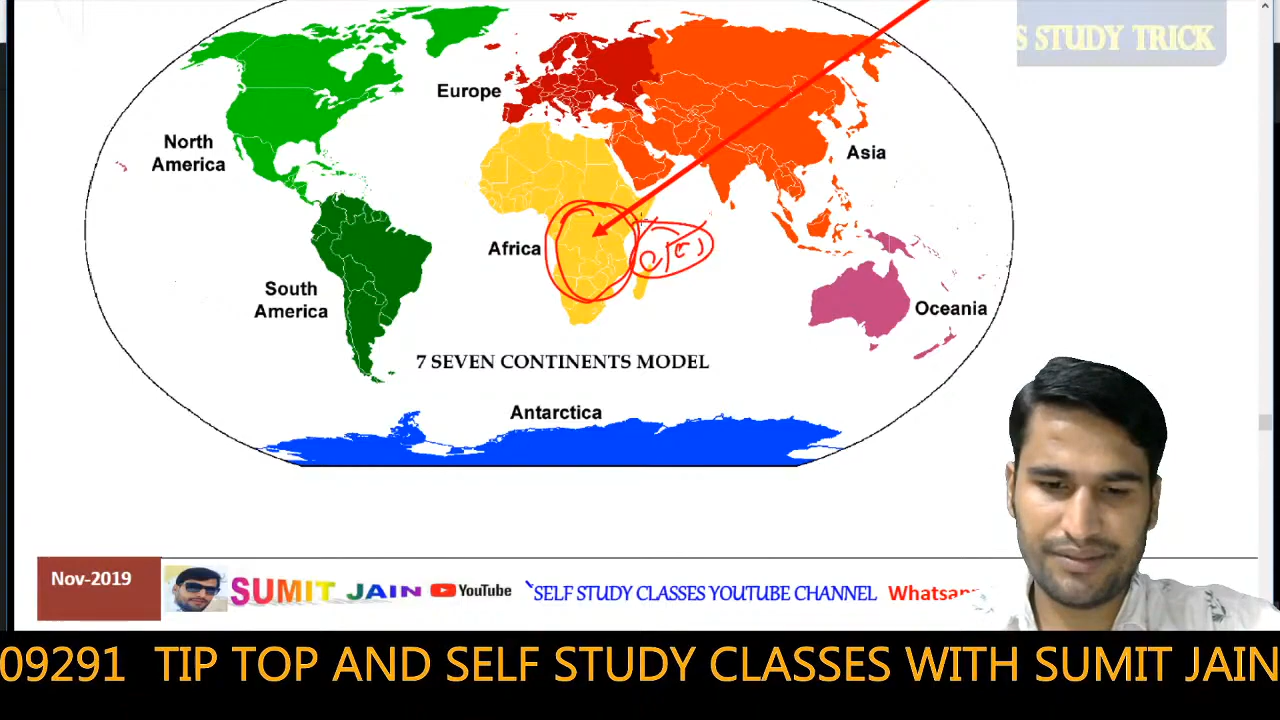 S STUDY TRICK
Europe
North
America
Asia
Africa
South
America
Oceania
7 SEVEN CONTINENTS MODEL
Antarctica
Nov-2019
SUMIT JAIN YouTube `SELF STUDY CLASSES YOUTUBE CHANNEL Whatsapp
09291 TIP TOP AND SELF STUDY CLASSES WITH SUMIT JAIN